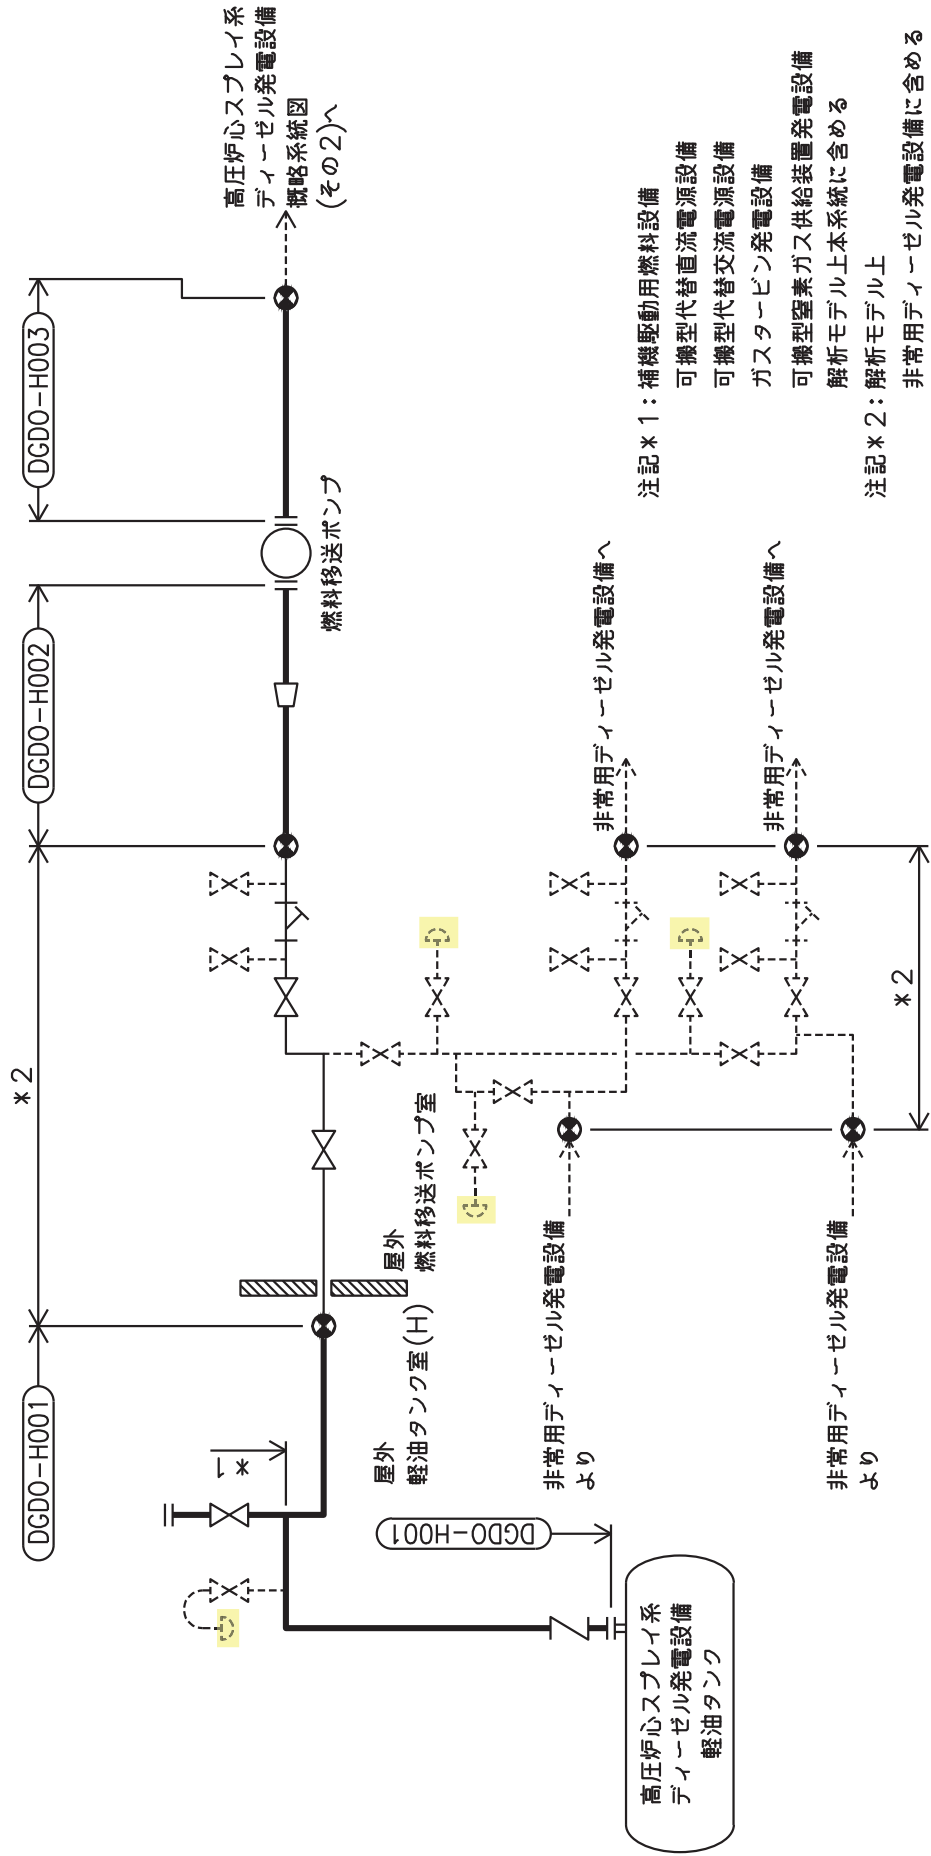 高圧炉心スプレイ系
ディーゼル発電設備
概略系統図
(その2)へ
DGDO-H001
*2
DGDO-H002
DGDO-H003
*1
燃料移送ポンプ
屋外
燃料移送ポンプ室
屋外
軽油タンク室(H)
DGDO-H001
高圧炉心スプレイ系
ディーゼル発電設備
軽油タンク
非常用ディーゼル発電設備
より
非常用ディーゼル発電設備へ
非常用ディーゼル発電設備
より
非常用ディーゼル発電設備へ
*2
注記*1:補機駆動用燃料設備
可搬型代替直流電源設備
可搬型代替交流電源設備
ガスタービン発電設備
可搬型窒素ガス供給装置発電設備
解析モデル上本系統に含める
注記*2:解析モデル上
非常用ディーゼル発電設備に含める